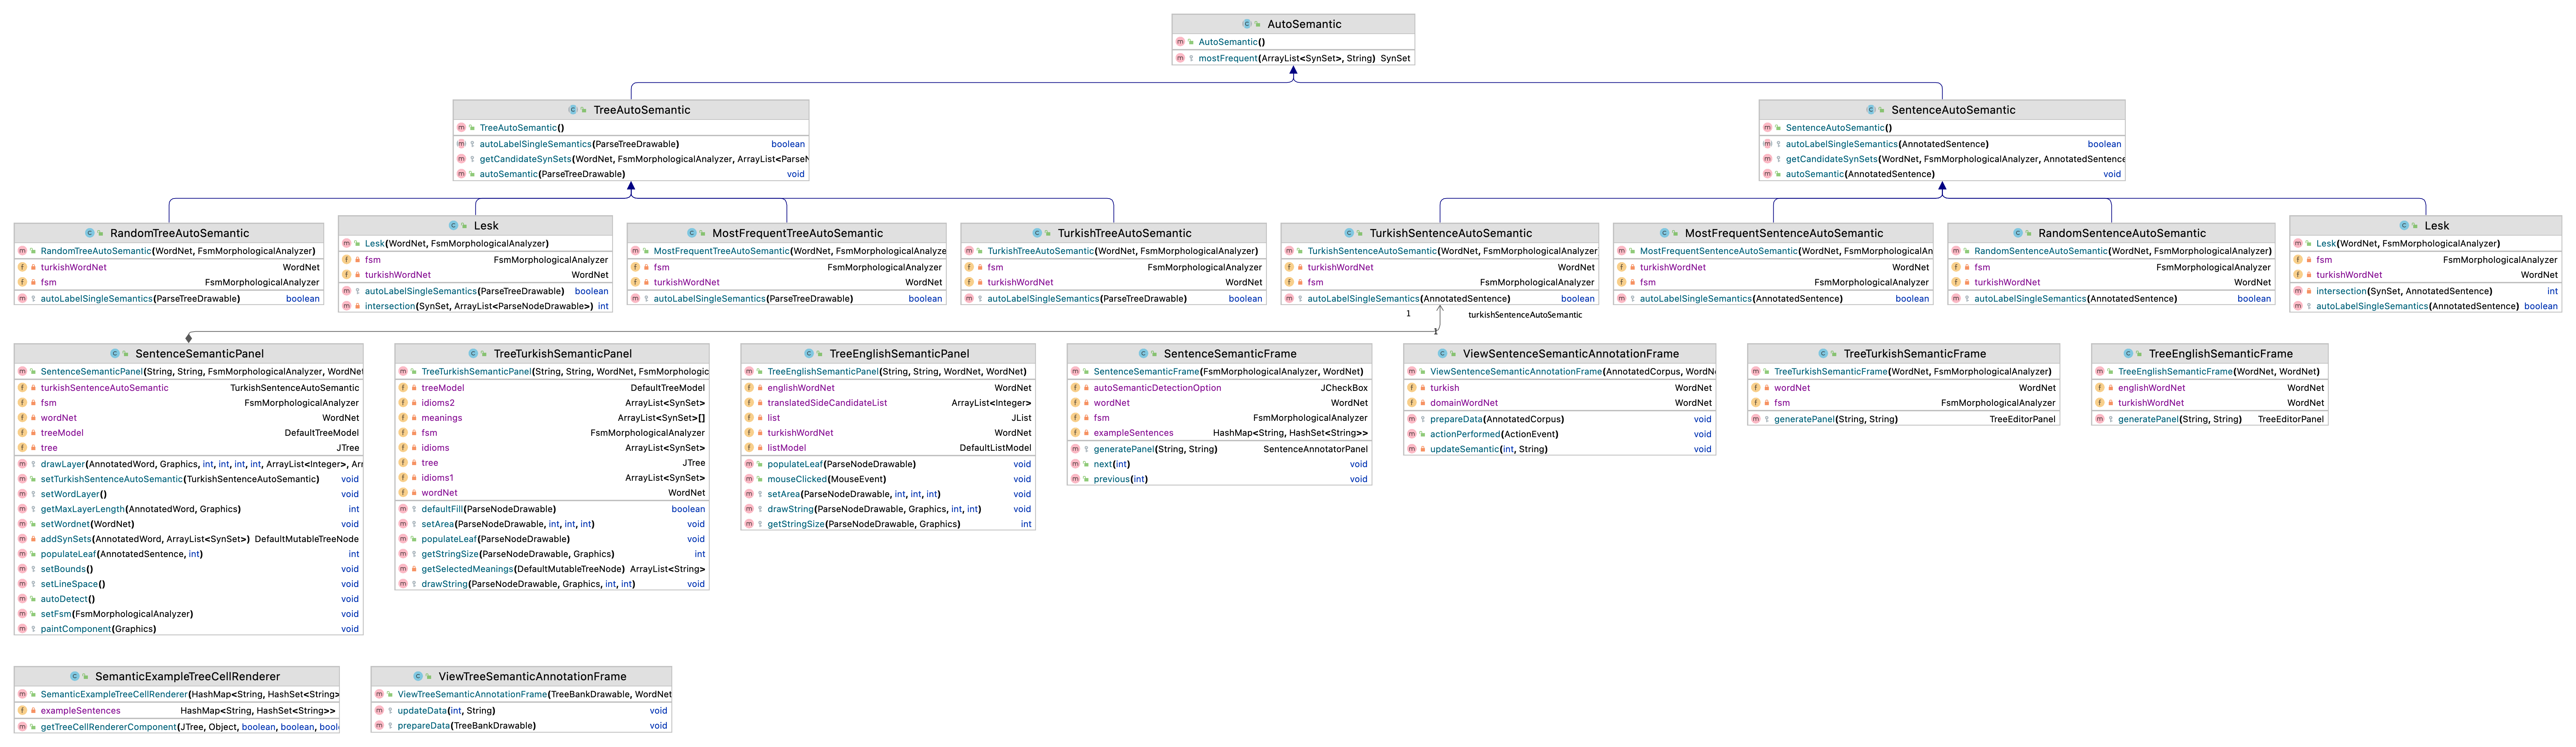 AutoSemantic
AutoSemantic()
mostFrequent(ArrayList<SynSet>, String) SynSet
TreeAutoSemantic
TreeAutoSemantic()
autoLabelSingleSemantics(ParseTreeDrawable) boolean
getCandidateSynSets(WordNet, FsmMorphologicalAnalyzer, ArrayList<ParseN
autoSemantic(ParseTreeDrawable) void
SentenceAutoSemantic
SentenceAutoSemantic()
autoLabelSingleSemantics(AnnotatedSentence) boolean
getCandidateSynSets(WordNet, FsmMorphologicalAnalyzer, AnnotatedSentence
autoSemantic(AnnotatedSentence) void
RandomTreeAutoSemantic
RandomTreeAutoSemantic(WordNet, FsmMorphologicalAnalyzer)
turkishWordNet WordNet
fsm FsmMorphologicalAnalyzer
autoLabelSingleSemantics(ParseTreeDrawable) boolean
Lesk
Lesk(WordNet, FsmMorphologicalAnalyzer)
fsm FsmMorphologicalAnalyzer
turkishWordNet WordNet
autoLabelSingleSemantics(ParseTreeDrawable) boolean
intersection(SynSet, ArrayList<ParseNodeDrawable>) int
MostFrequentTreeAutoSemantic
MostFrequentTreeAutoSemantic(WordNet, FsmMorphologicalAnalyze
fsm FsmMorphologicalAnalyzer
turkishWordNet WordNet
autoLabelSingleSemantics(ParseTreeDrawable) boolean
TurkishTreeAutoSemantic
TurkishTreeAutoSemantic(WordNet, FsmMorphologicalAnalyzer)
fsm FsmMorphologicalAnalyzer
turkishWordNet WordNet
autoLabelSingleSemantics(ParseTreeDrawable) boolean
TurkishSentenceAutoSemantic
TurkishSentenceAutoSemantic(WordNet, FsmMorphologicalAnalyzer
turkishWordNet WordNet
fsm FsmMorphologicalAnalyzer
autoLabelSingleSemantics(AnnotatedSentence) boolean
MostFrequentSentenceAutoSemantic
MostFrequentSentenceAutoSemantic(WordNet, FsmMorphologicalAn
turkishWordNet WordNet
fsm FsmMorphologicalAnalyzer
autoLabelSingleSemantics(AnnotatedSentence) boolean
RandomSentenceAutoSemantic
RandomSentenceAutoSemantic(WordNet, FsmMorphologicalAnalyzer)
fsm FsmMorphologicalAnalyzer
turkishWordNet WordNet
autoLabelSingleSemantics(AnnotatedSentence) boolean
Lesk
Lesk(WordNet, FsmMorphologicalAnalyzer)
fsm FsmMorphologicalAnalyzer
turkishWordNet WordNet
intersection(SynSet, AnnotatedSentence) int
autoLabelSingleSemantics(AnnotatedSentence) boolean
1
turkishSentenceAutoSemantic
1
SentenceSemanticPanel
SentenceSemanticPanel(String, String, FsmMorphologicalAnalyzer, WordNet
turkishSentenceAutoSemantic TurkishSentenceAutoSemantic
fsm FsmMorphologicalAnalyzer
wordNet WordNet
treeModel DefaultTreeModel
tree JTree
drawLayer(AnnotatedWord, Graphics, int, int, int, int, ArrayList<Integer>, Arr
setTurkishSentenceAutoSemantic(TurkishSentenceAutoSemantic) void
setWordLayer() void
getMaxLayerLength(AnnotatedWord, Graphics) int
setWordnet(WordNet) void
addSynSets(AnnotatedWord, ArrayList<SynSet>) DefaultMutableTreeNode
populateLeaf(AnnotatedSentence, int) int
setBounds() void
setLineSpace() void
autoDetect() void
setFsm(FsmMorphologicalAnalyzer) void
paintComponent(Graphics) void
TreeTurkishSemanticPanel
TreeTurkishSemanticPanel(String, String, WordNet, FsmMorphologic
treeModel DefaultTreeModel
idioms2 ArrayList<SynSet>
meanings ArrayList<SynSet>[]
fsm FsmMorphologicalAnalyzer
idioms ArrayList<SynSet>
tree JTree
idioms1 ArrayList<SynSet>
wordNet WordNet
defaultFill(ParseNodeDrawable) boolean
setArea(ParseNodeDrawable, int, int, int) void
populateLeaf(ParseNodeDrawable) void
getStringSize(ParseNodeDrawable, Graphics) int
getSelectedMeanings(DefaultMutableTreeNode) ArrayList<String>
drawString(ParseNodeDrawable, Graphics, int, int) void
TreeEnglishSemanticPanel
TreeEnglishSemanticPanel(String, String, WordNet, WordNet)
englishWordNet WordNet
translatedSideCandidateList ArrayList<Integer>
list JList
turkishWordNet WordNet
listModel DefaultListModel
populateLeaf(ParseNodeDrawable) void
mouseClicked(MouseEvent) void
setArea(ParseNodeDrawable, int, int, int) void
drawString(ParseNodeDrawable, Graphics, int, int) void
getStringSize(ParseNodeDrawable, Graphics) int
SentenceSemanticFrame
SentenceSemanticFrame(FsmMorphologicalAnalyzer, WordNet)
autoSemanticDetectionOption JCheckBox
wordNet WordNet
fsm FsmMorphologicalAnalyzer
exampleSentences HashMap<String, HashSet<String>>
generatePanel(String, String) SentenceAnnotatorPanel
next(int) void
previous(int) void
ViewSentenceSemanticAnnotationFrame
ViewSentenceSemanticAnnotationFrame(AnnotatedCorpus, WordN
turkish WordNet
domainWordNet WordNet
prepareData(AnnotatedCorpus) void
actionPerformed(ActionEvent) void
updateSemantic(int, String) void
TreeTurkishSemanticFrame
TreeTurkishSemanticFrame(WordNet, FsmMorphologicalAnalyzer)
wordNet WordNet
fsm FsmMorphologicalAnalyzer
generatePanel(String, String) TreeEditorPanel
TreeEnglishSemanticFrame
TreeEnglishSemanticFrame(WordNet, WordNet)
englishWordNet WordNet
turkishWordNet WordNet
generatePanel(String, String) TreeEditorPanel
SemanticExampleTreeCellRenderer
SemanticExampleTreeCellRenderer(HashMap<String, HashSet<String>
exampleSentences HashMap<String, HashSet<String>>
getTreeCellRendererComponent(JTree, Object, boolean, boolean, bool
ViewTreeSemanticAnnotationFrame
ViewTreeSemanticAnnotationFrame(TreeBankDrawable, WordNet
updateData(int, String) void
prepareData(TreeBankDrawable) void